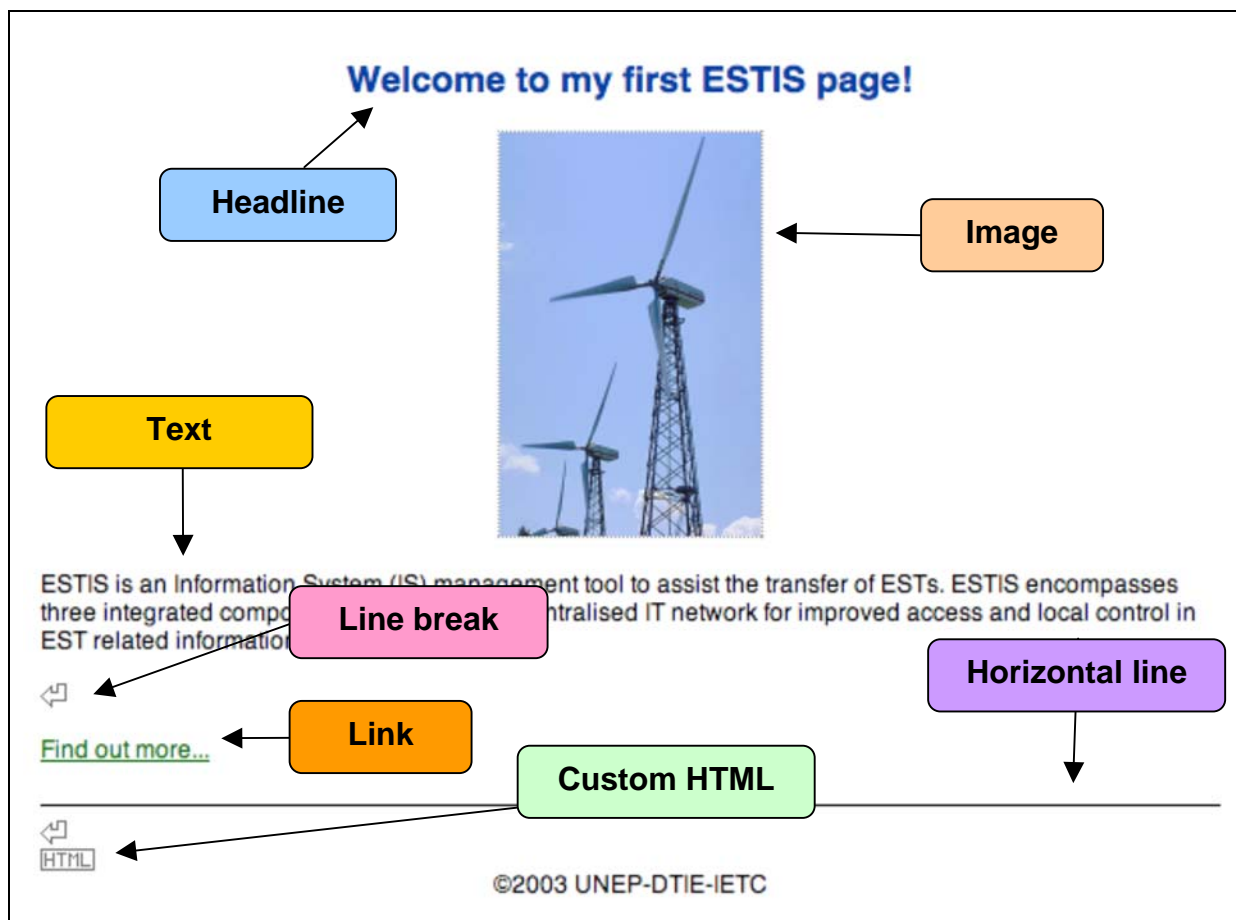 Welcome to my first ESTIS page!
Headline
Image
Text
ESTIS is an Information System (IS) management tool to assist the transfer of ESTs. ESTIS encompasses
three integrated ntralised IT network for improved access and local control in
EST related
Line break
Horizontal line
Find out more...
Link
Custom HTML
HTML
©2003 UNEP-DTIE-IETC